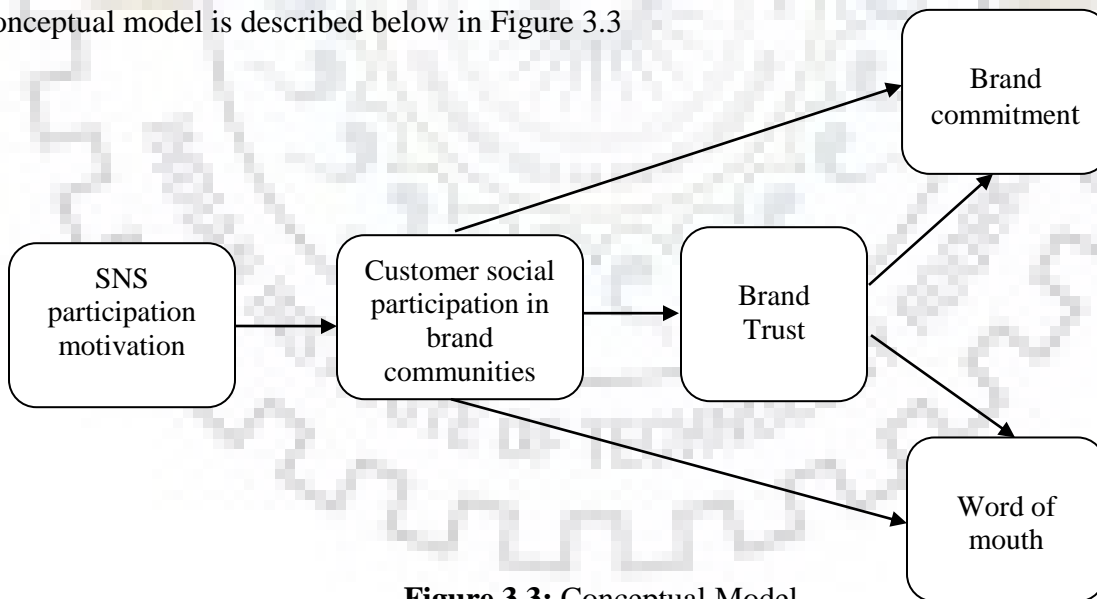 onceptual model is described below in Figure 3.3
Brand
commitment
SNS
participation
motivation
Customer social
participation in
brand
communities
Brand
Trust
Word of
mouth
Figure 3.3: Conceptual Model